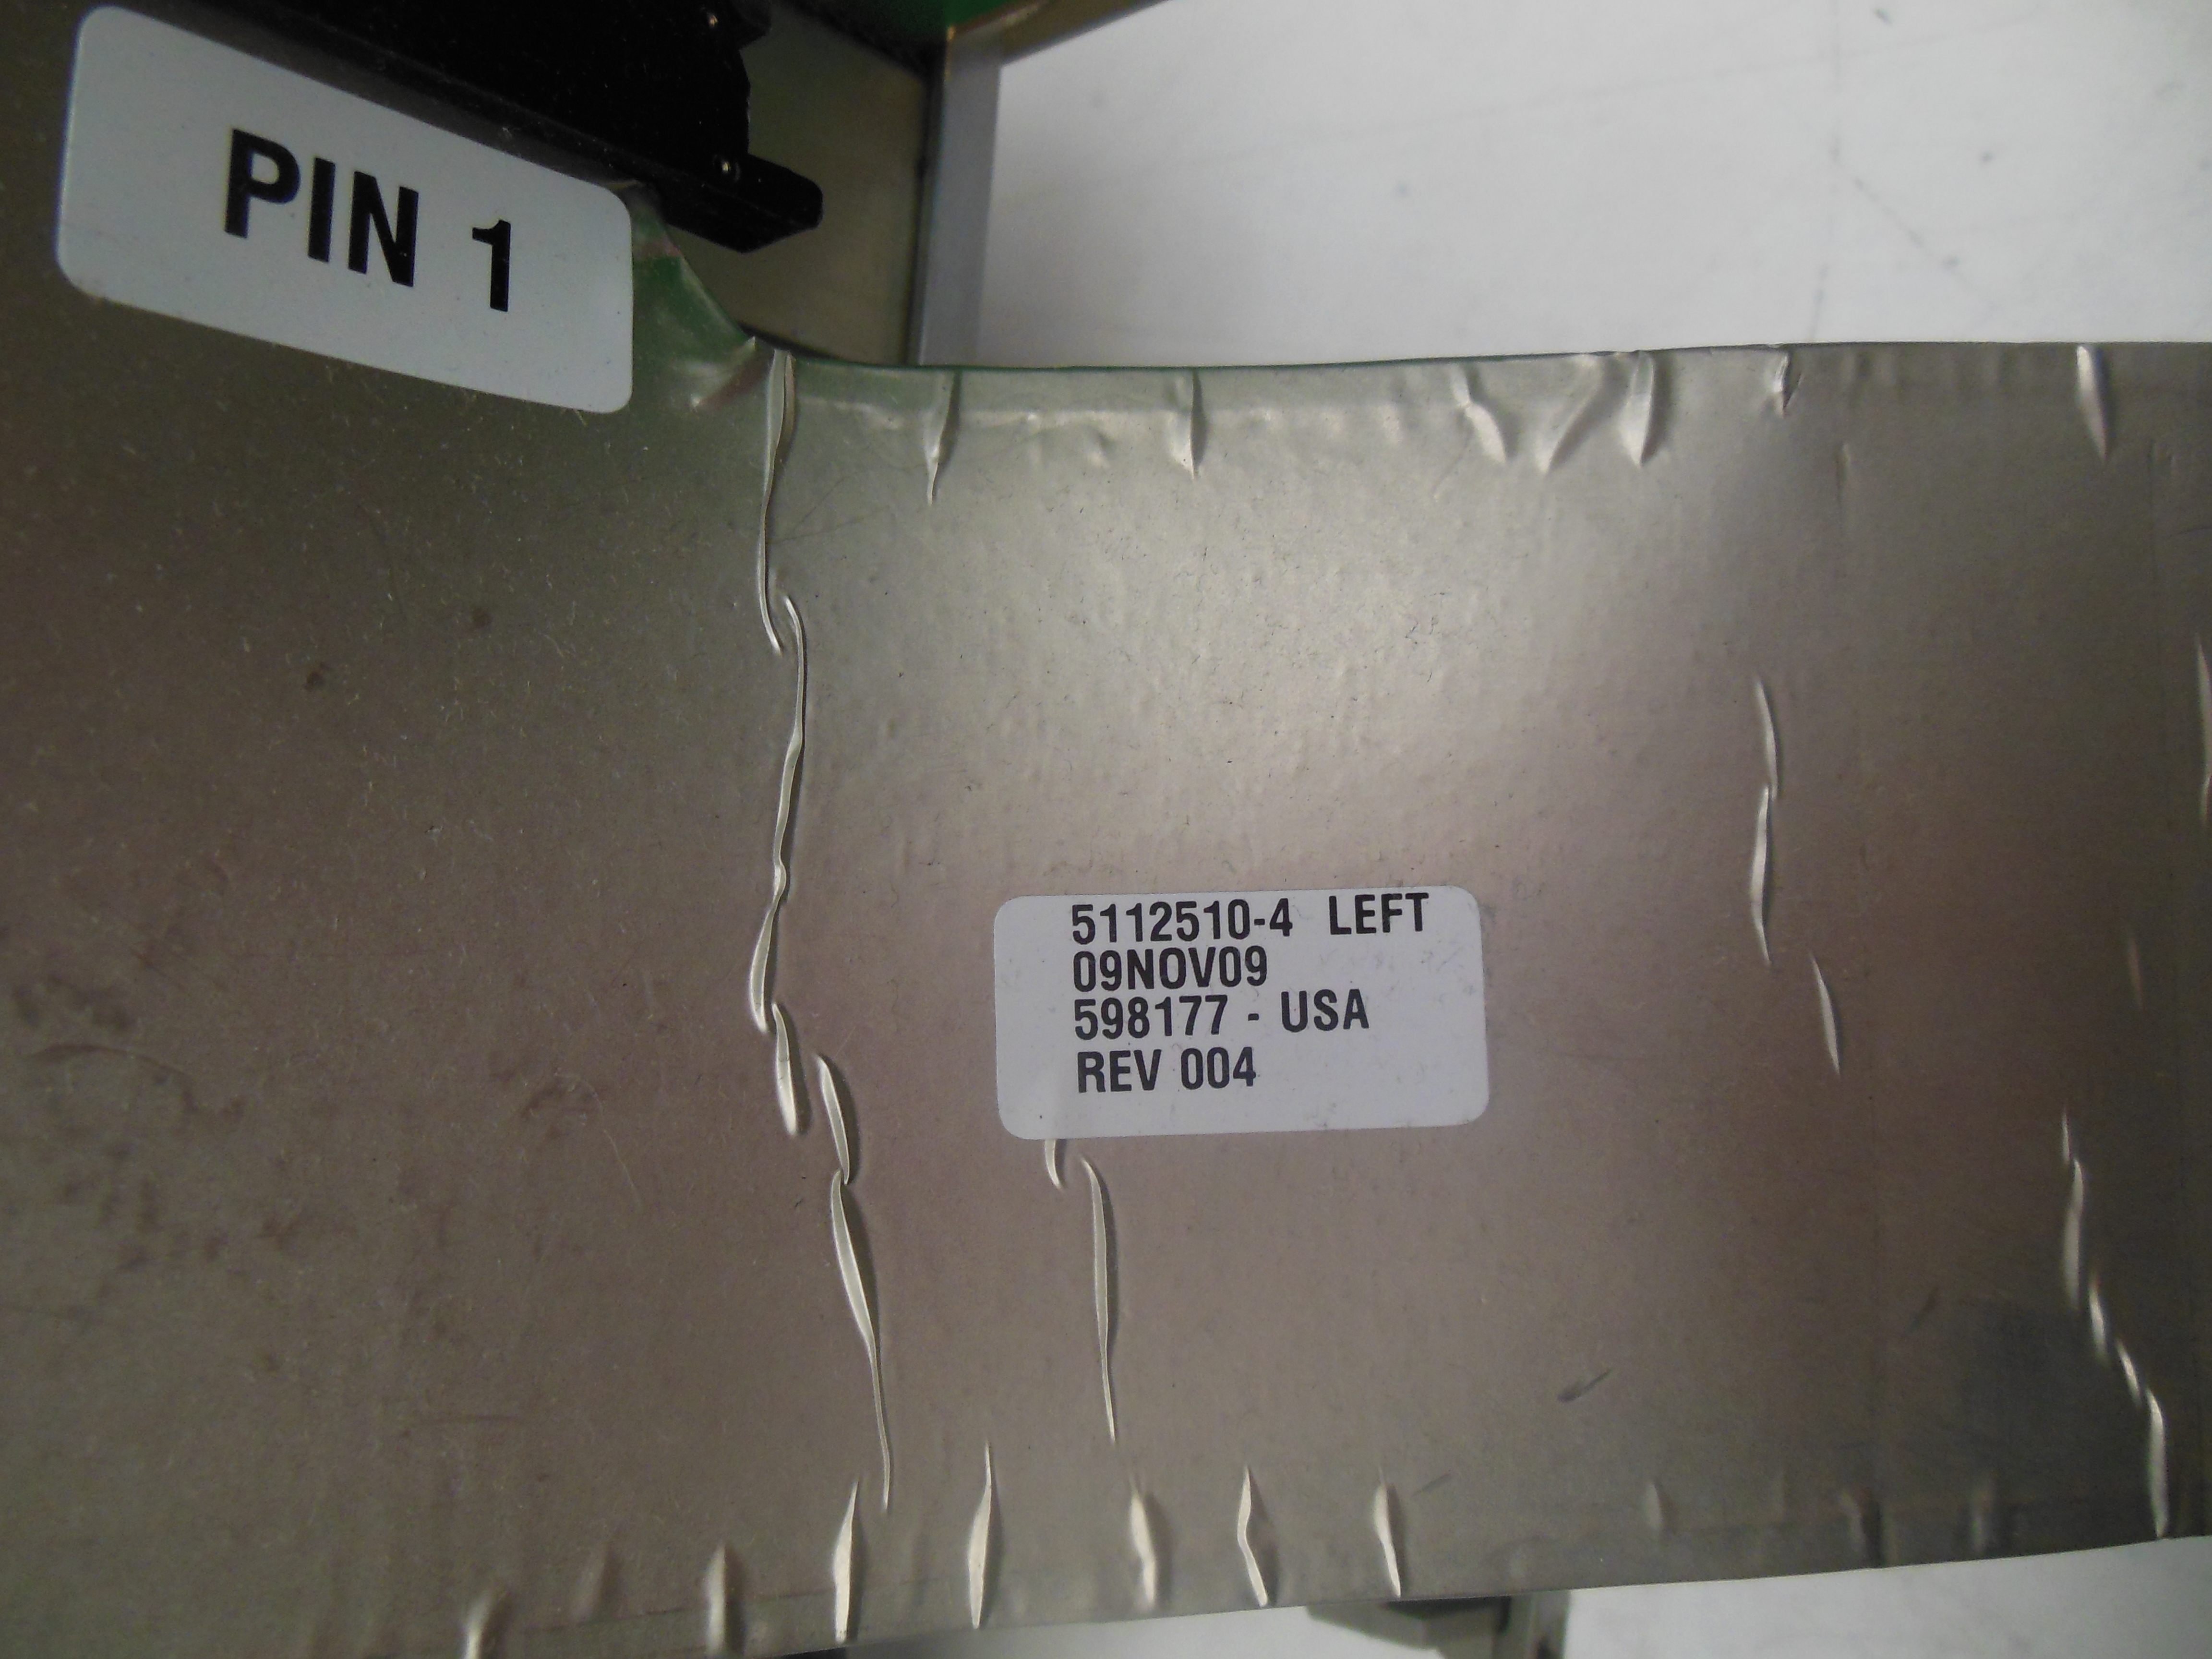 PIN 1
5112510-4 LEFT
09NOV09
598177 - USA
REV 004